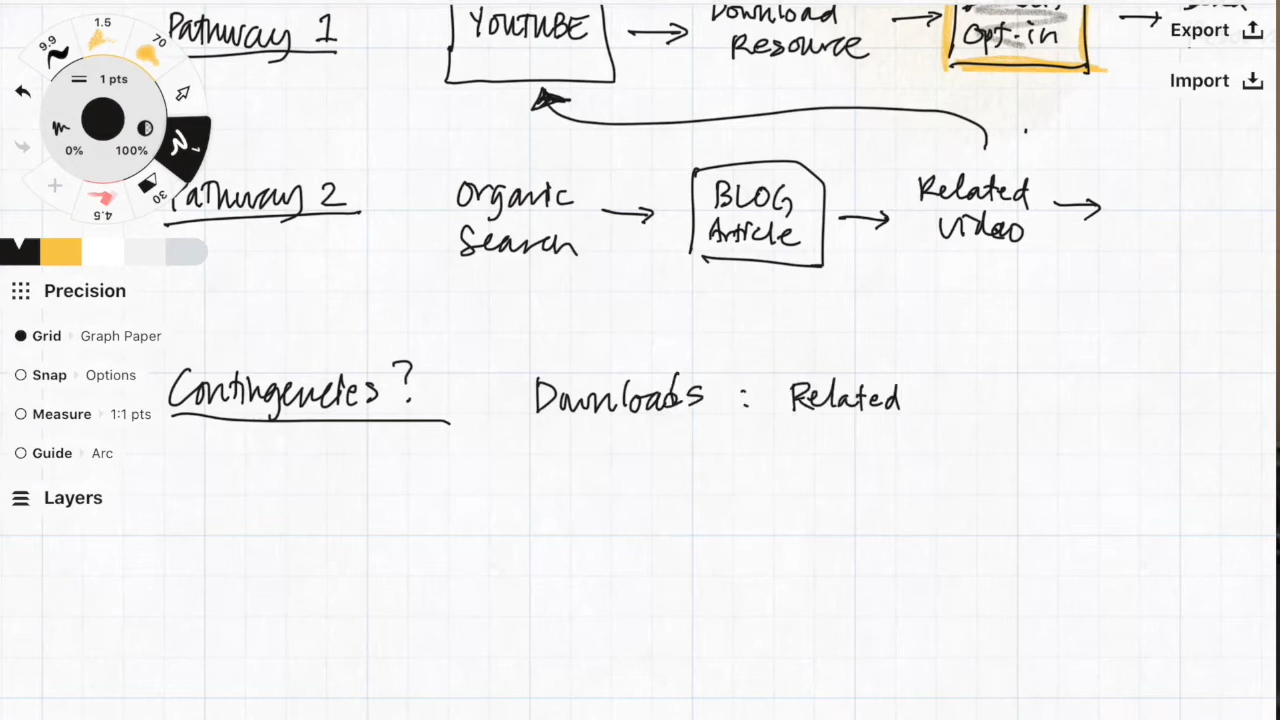 Pathway 1
YOUTUBE
Download
Resource
Opt-in
Export
Import
1.5
9.9
70
1 pts
0%
100%
4.5
30
Pathway 2
Organic
Search
BLOG
Article
Related
Video
Precision
Grid Graph Paper
Snap Options
Measure 1:1 pts
Guide Arc
Layers
Contingencies?
Downloads : Related